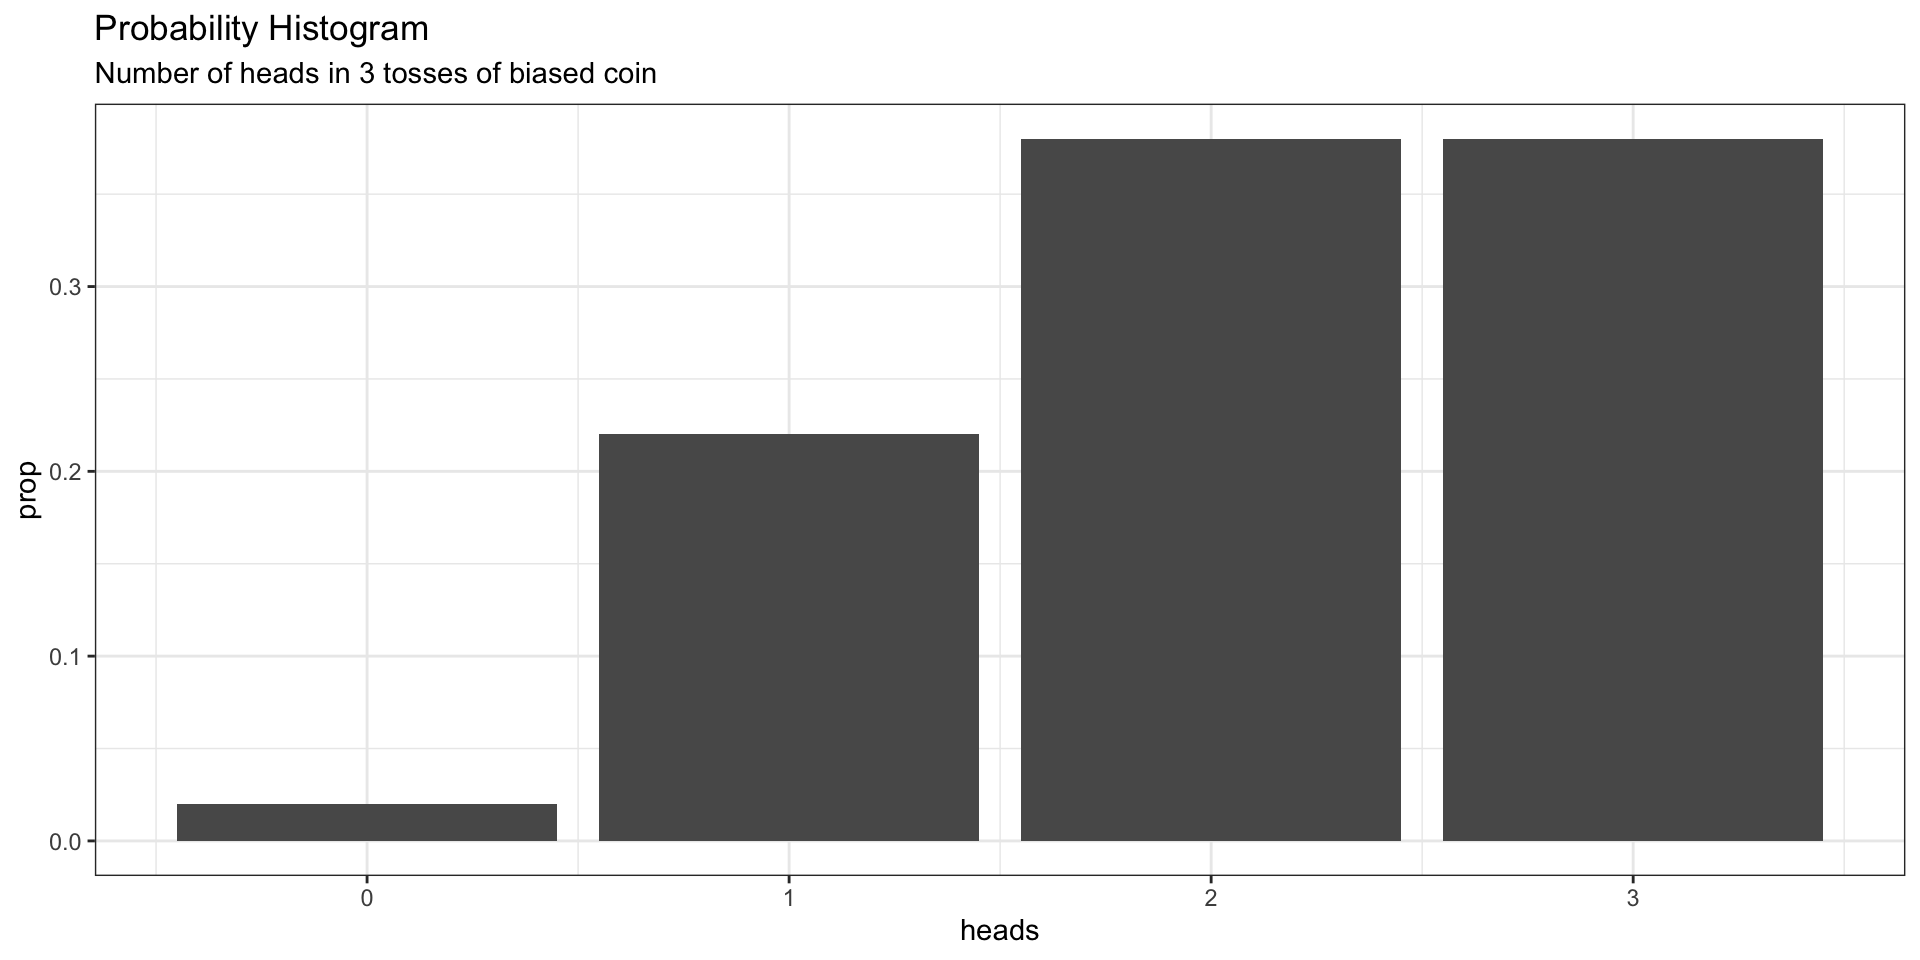 Probability Histogram
Number of heads in 3 tosses of biased coin
prop
0.3
0.2
0.1
0.0
0 1 2 3
heads